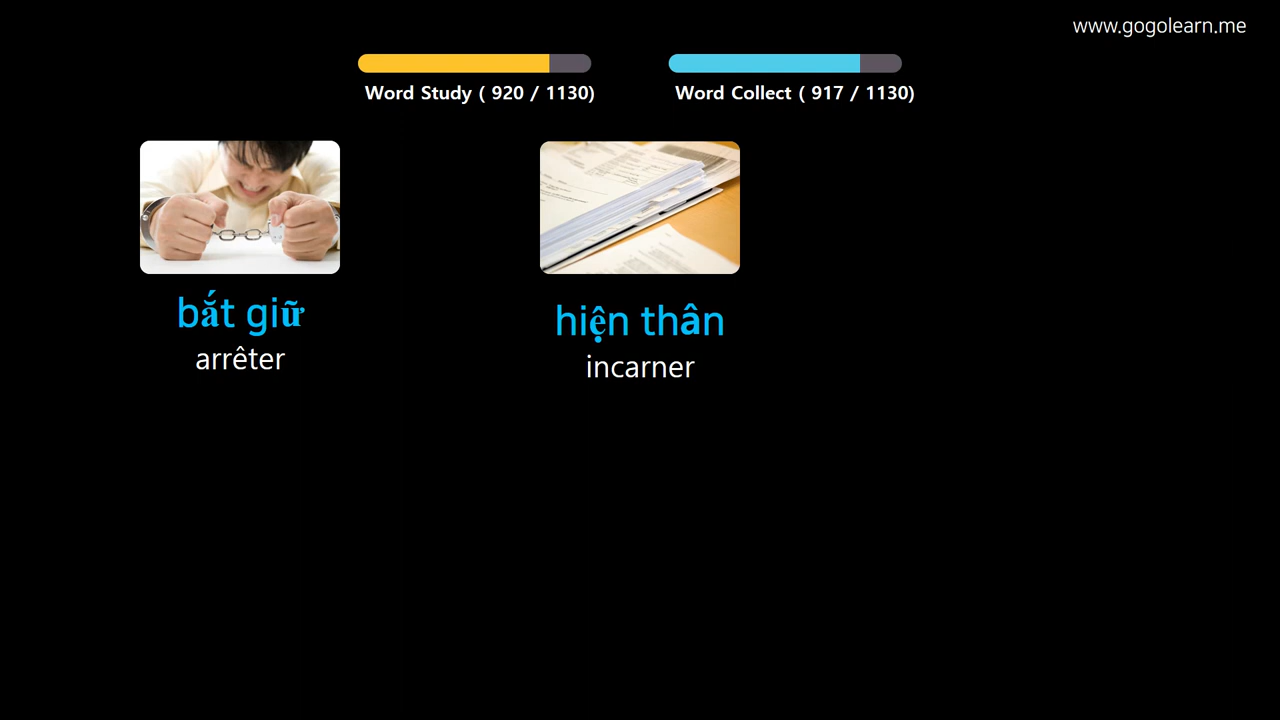 www.gogolearn.me
Word Study ( 920 / 1130)
Word Collect ( 917 / 1130)
bắt giữ
arrêter
hiện thân
incarner